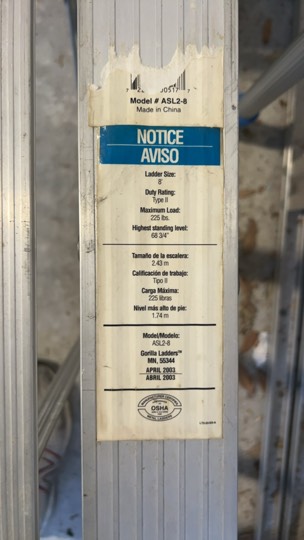 Model # ASL2-8
Made in China
NOTICE
AVISO
Ladder Size:
8'
Duty Rating:
Type II
Maximum Load:
225 lbs.
Highest standing level:
68 3/4"
Tamaño de la escalera:
2.43 m
Calificación de trabajo:
Tipo II
Carga Máxima:
225 libras
Nivel más alto de pie:
1.74 m
Model/Modelo:
ASL2-8
Gorilla Ladders™
MN, 55344
APRIL 2003
ABRIL 2003
OSHA